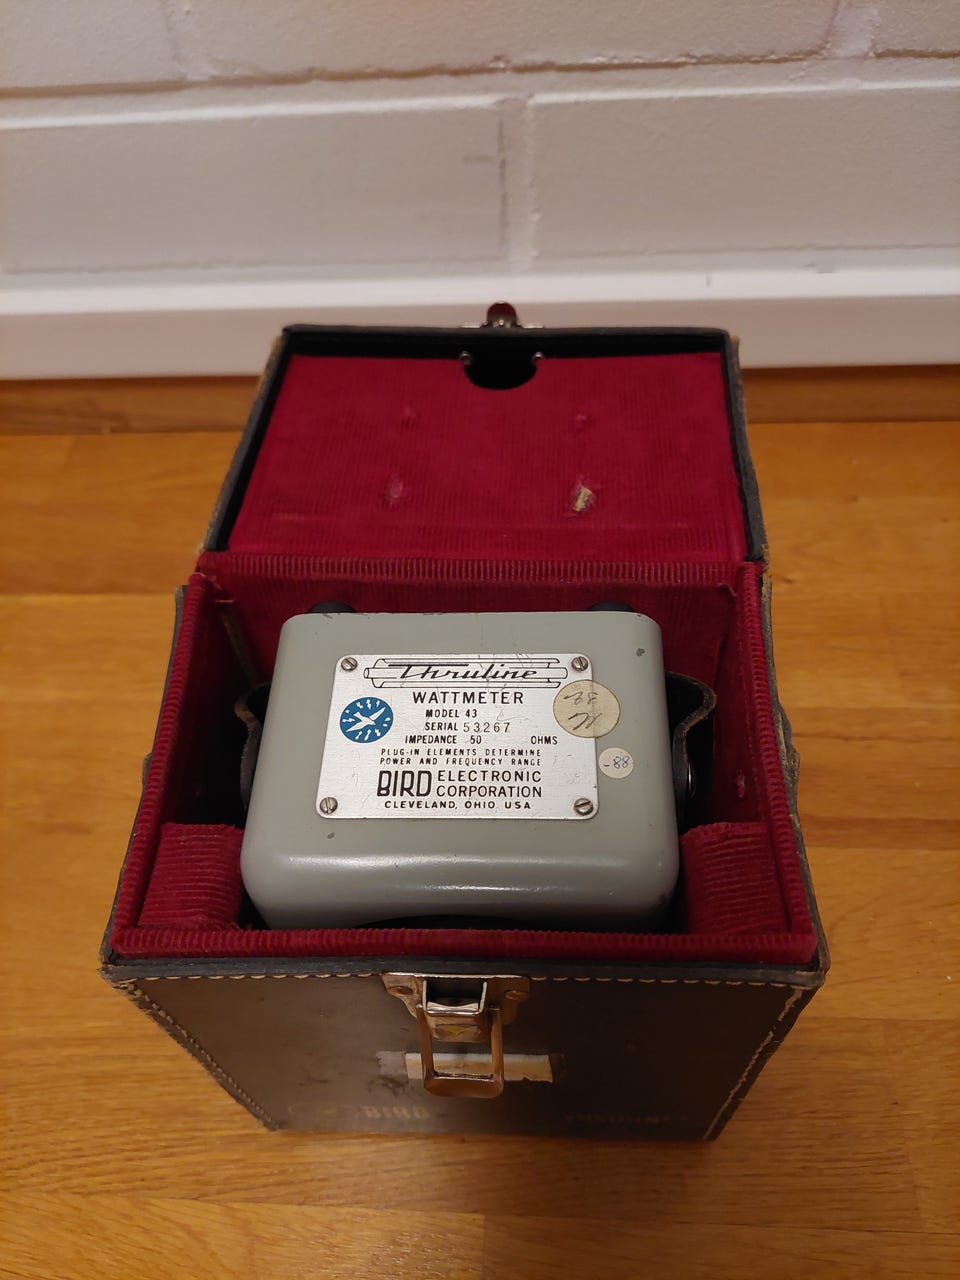 Thruline
WATTMETER
MODEL 43
SERIAL 53267
IMPEDANCE 50 OHMS
PLUG-IN ELEMENTS DETERMINE
POWER AND FREQUENCY RANGE
BIRD ELECTRONIC
CORPORATION
CLEVELAND, OHIO, USA
-88
BIRD